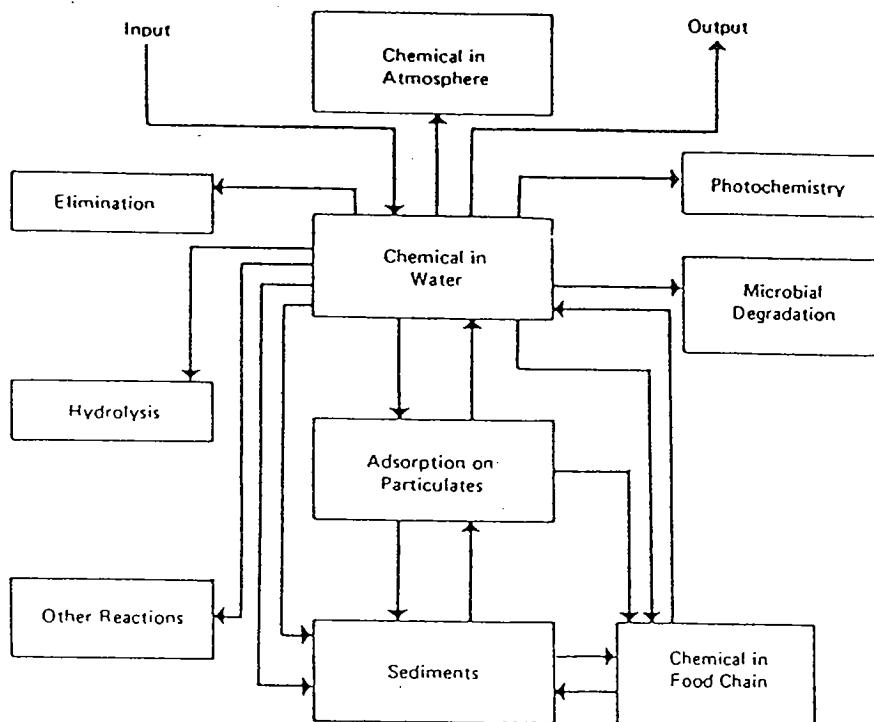 Input
Output
Chemical in
Atmosphere
Photochemistry
Elimination
Chemical in
Water
Microbial
Degradation
Hydrolysis
Adsorption on
Particulates
Other Reactions
Sediments
Chemical in
Food Chain